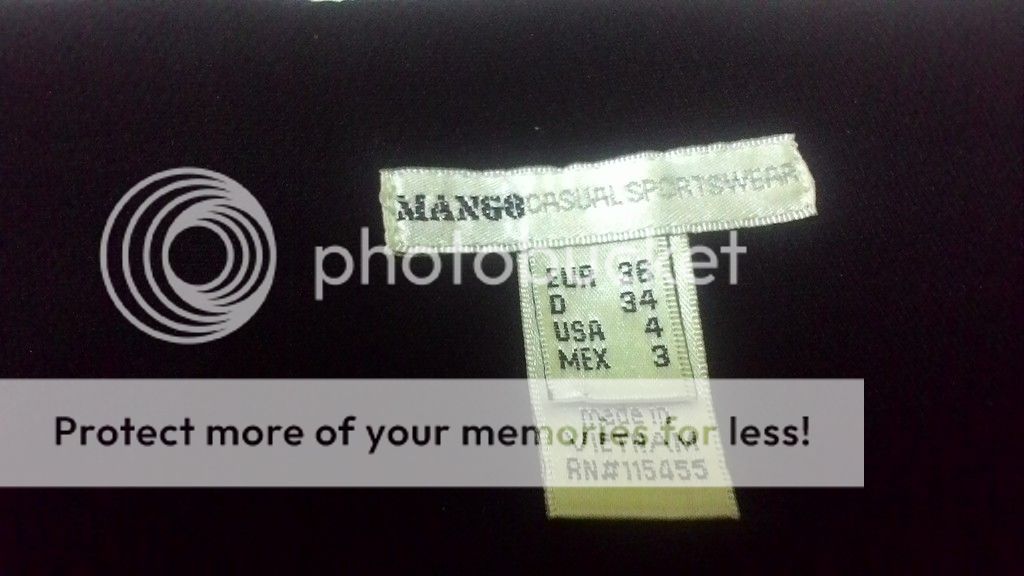 MANGO CASUAL SPORTSWEAR
photobucket
EUR 36
D 34
USA 4
MEX 3
Protect more of your memories for less!
made in
VIETNAM
RN#115455